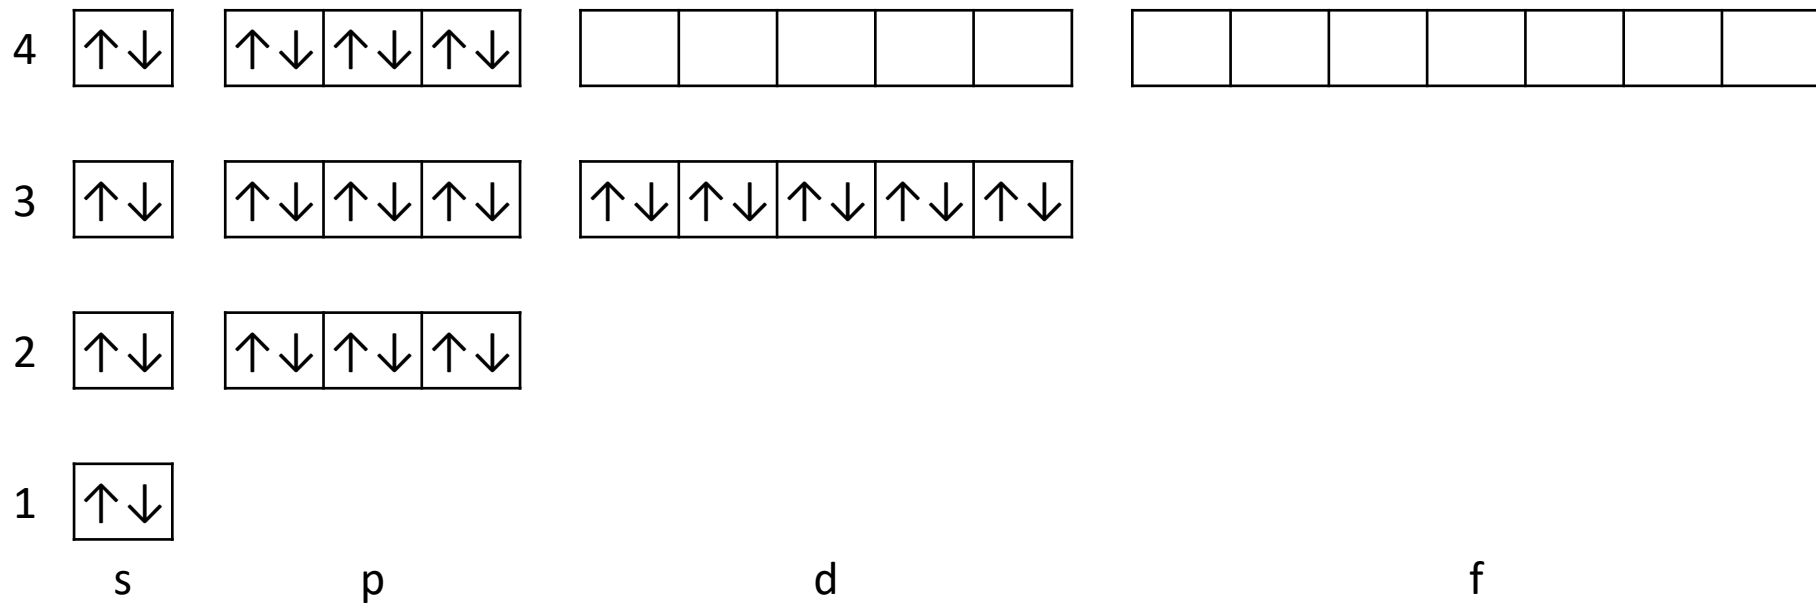 4 ↑↓ ↑↓ ↑↓ ↑↓
3 ↑↓ ↑↓ ↑↓ ↑↓ ↑↓ ↑↓ ↑↓ ↑↓ ↑↓
2 ↑↓ ↑↓ ↑↓ ↑↓
1 ↑↓
s p d f